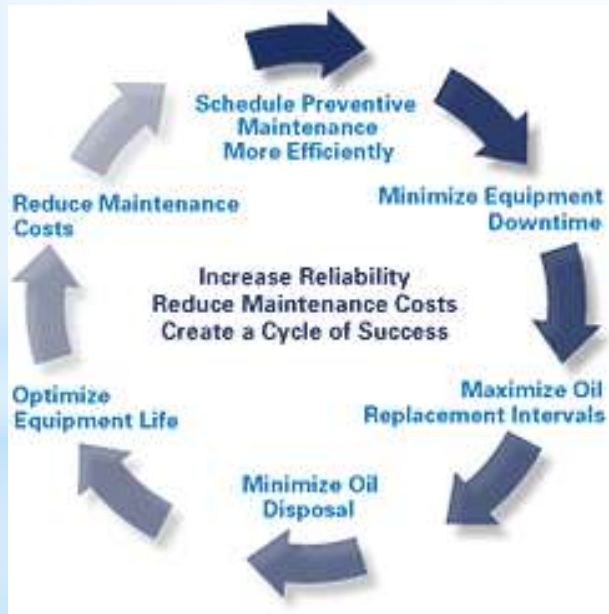 Schedule Preventive
Maintenance
More Efficiently
Minimize Equipment
Downtime
Maximize Oil
Replacement Intervals
Minimize Oil
Disposal
Optimize
Equipment Life
Reduce Maintenance
Costs
Increase Reliability
Reduce Maintenance Costs
Create a Cycle of Success